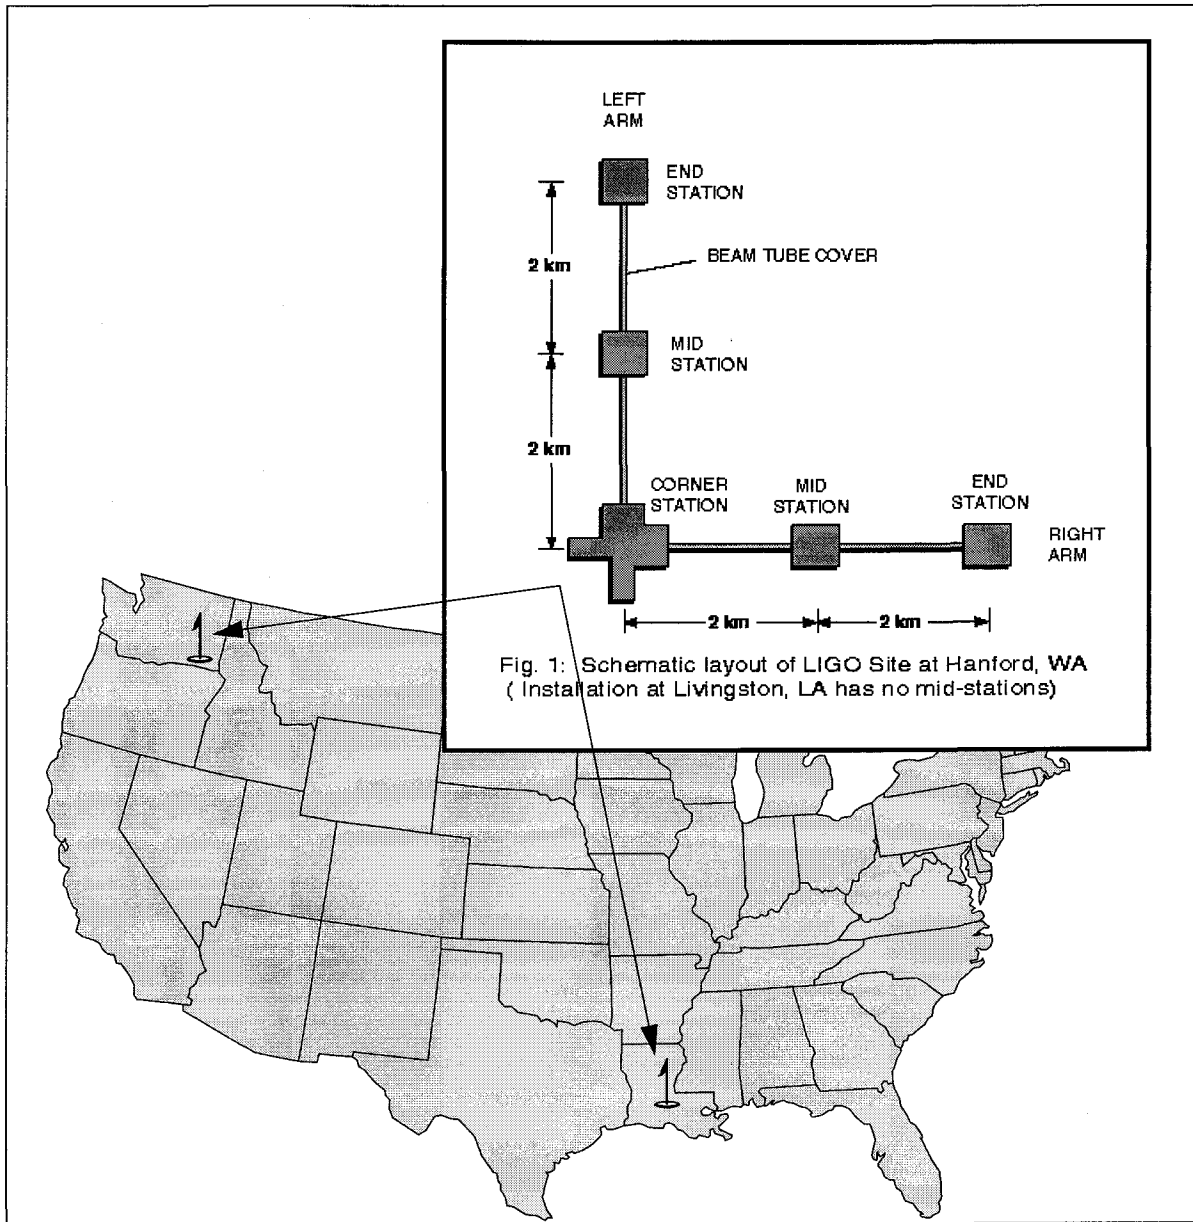 LEFT
ARM
END
STATION
2 km
BEAM TUBE COVER
MID
STATION
2 km
CORNER
STATION
MID
STATION
END
STATION
RIGHT
ARM
2 km
2 km
Fig. 1: Schematic layout of LIGO Site at Hanford, WA
( Installation at Livingston, LA has no mid-stations)